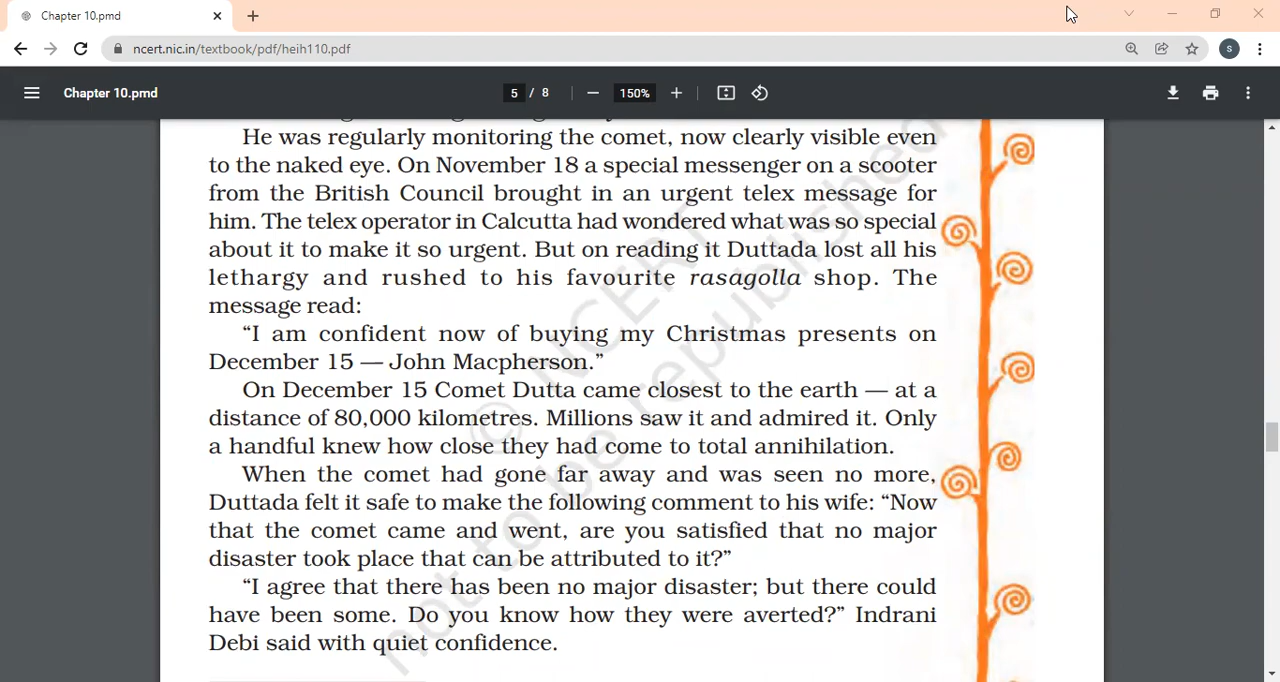 Chapter 10.pmd
ncert.nic.in/textbook/pdf/heih110.pdf
S
Chapter 10.pmd
5 / 8
150%
He was regularly monitoring the comet, now clearly visible even
to the naked eye. On November 18 a special messenger on a scooter
from the British Council brought in an urgent telex message for
him. The telex operator in Calcutta had wondered what was so special
about it to make it so urgent. But on reading it Duttada lost all his
lethargy and rushed to his favourite rasagolla shop. The
message read:
“I am confident now of buying my Christmas presents on
December 15 — John Macpherson.”
On December 15 Comet Dutta came closest to the earth — at a
distance of 80,000 kilometres. Millions saw it and admired it. Only
a handful knew how close they had come to total annihilation.
When the comet had gone far away and was seen no more,
Duttada felt it safe to make the following comment to his wife: “Now
that the comet came and went, are you satisfied that no major
disaster took place that can be attributed to it?”
“I agree that there has been no major disaster; but there could
have been some. Do you know how they were averted?” Indrani
Debi said with quiet confidence.
© NCERT
not to be republished